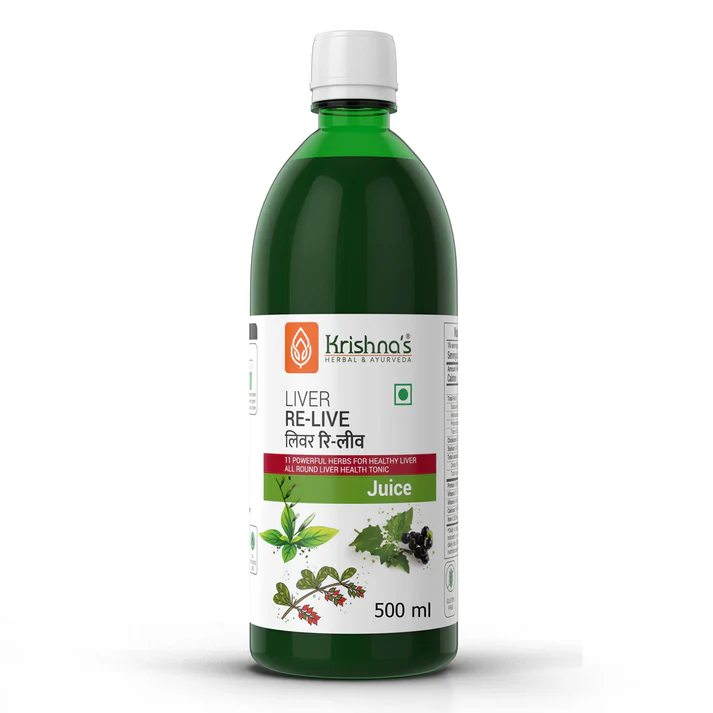 Krishna's®
HERBAL & AYURVEDA
LIVER
RE-LIVE
लिवर रि-लीव
11 POWERFUL HERBS FOR HEALTHY LIVER
ALL ROUND LIVER HEALTH TONIC
Juice
500 ml